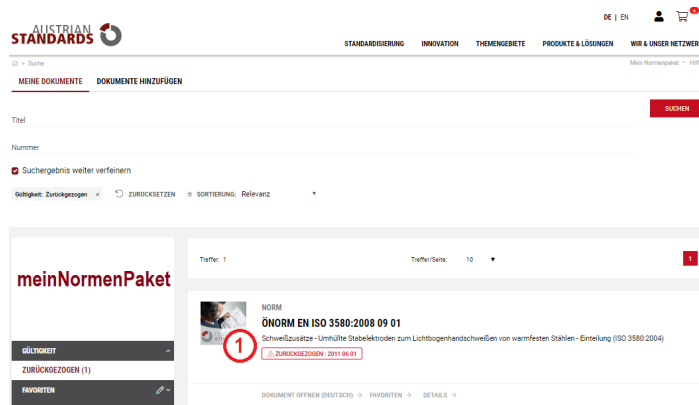 DE | EN
AUSTRIAN
STANDARDS
STANDARDISIERUNG INNOVATION THEMENGEBIETE PRODUKTE & LÖSUNGEN WIR & UNSER NETZWER
> Suche
Mein Normenpaket Hilf
MEINE DOKUMENTE DOKUMENTE HINZUFÜGEN
SUCHEN
Titel
Nummer
Suchergebnis weiter verfeinern
Gültigkeit: Zurückgezogen × ZURÜCKSETZEN SORTIERUNG: Relevanz
Treffer: 1 Treffer/Seite: 10 1
meinNormenPaket
NORM
ÖNORM EN ISO 3580:2008 09 01
Schweißzusätze - Umhüllte Stabelektroden zum Lichtbogenhandschweißen von warmfesten Stählen - Einteilung (ISO 3580:2004)
1
ZURÜCKGEZOGEN : 2011 06 01
GÜLTIGKEIT
ZURÜCKGEZOGEN (1)
FAVORITEN
DOKUMENT ÖFFNEN (DEUTSCH) → FAVORITEN → DETAILS →